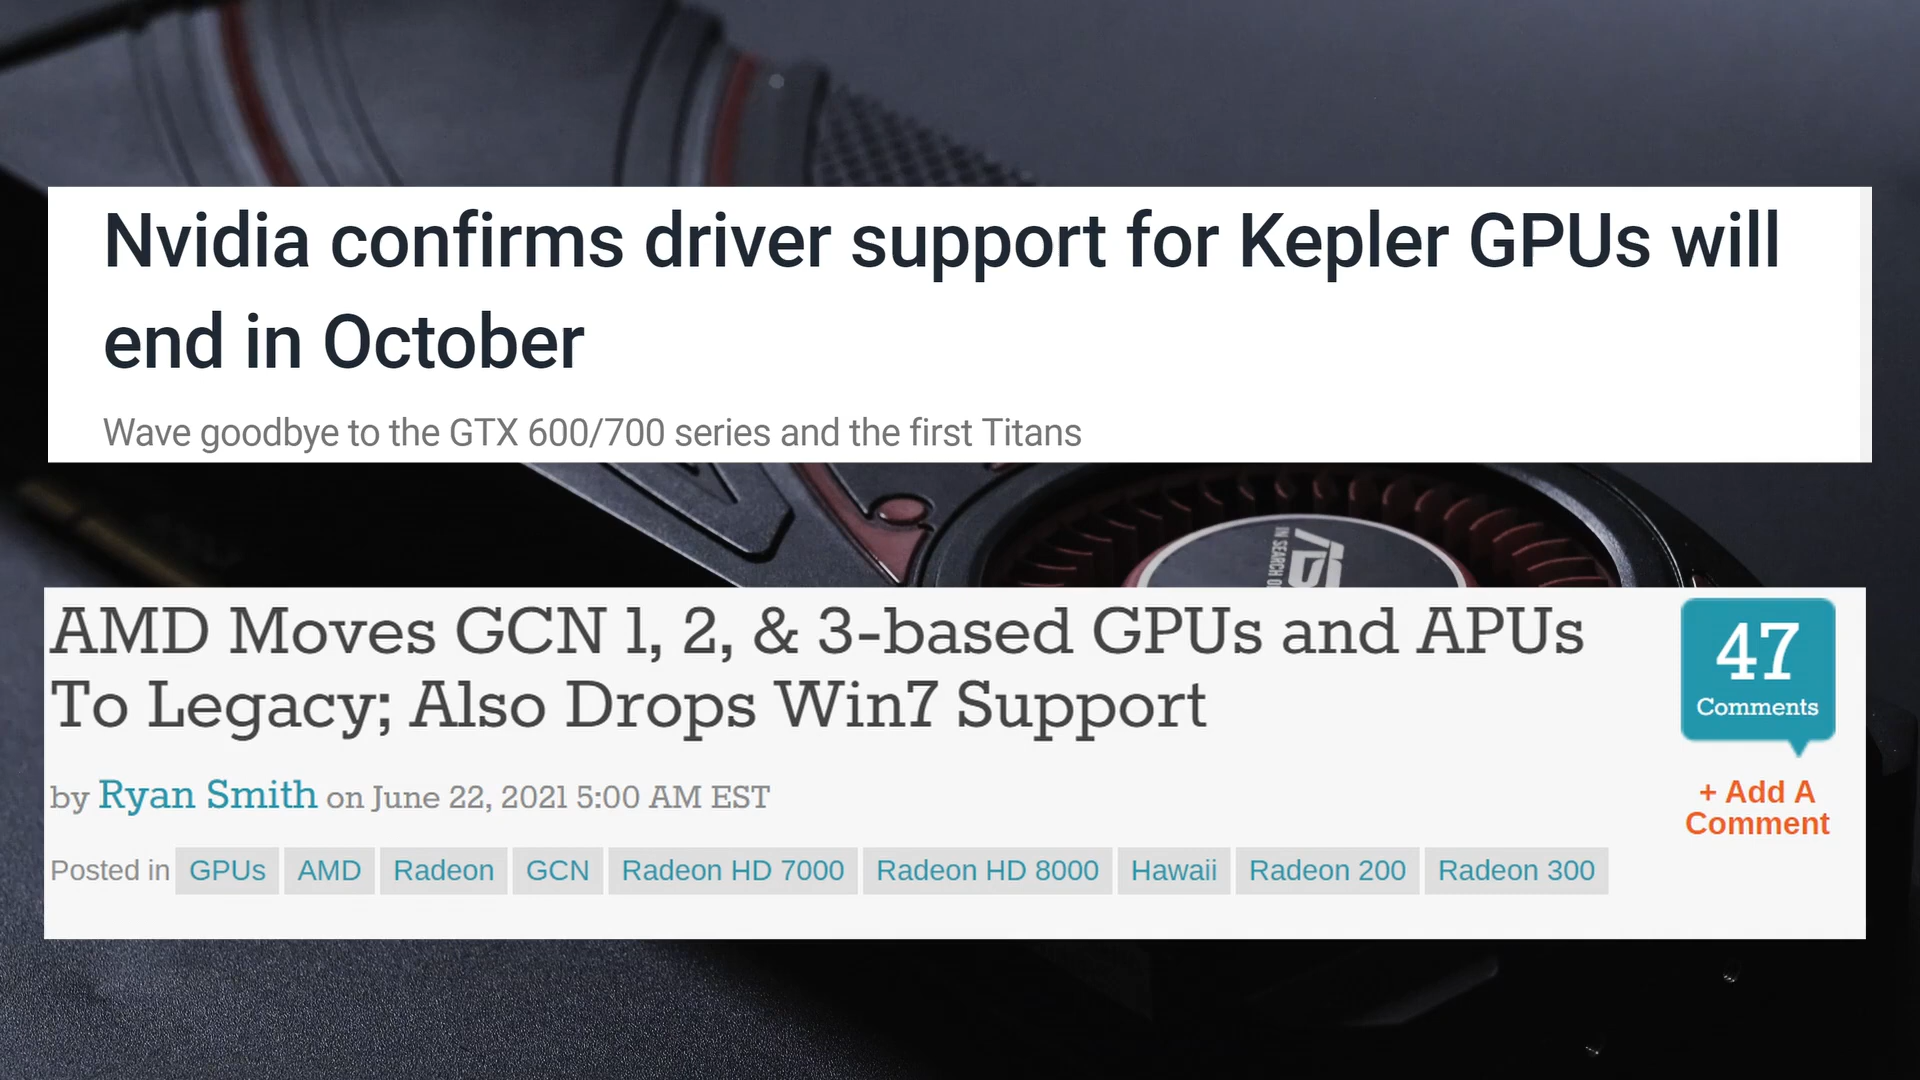 Nvidia confirms driver support for Kepler GPUs will
end in October
Wave goodbye to the GTX 600/700 series and the first Titans
IN SEARCH O
AMD Moves GCN 1, 2, & 3-based GPUs and APUs
To Legacy; Also Drops Win7 Support
47
Comments
by Ryan Smith on June 22, 2021 5:00 AM EST
+ Add A
Comment
Posted in GPUs AMD Radeon GCN Radeon HD 7000 Radeon HD 8000 Hawaii Radeon 200 Radeon 300